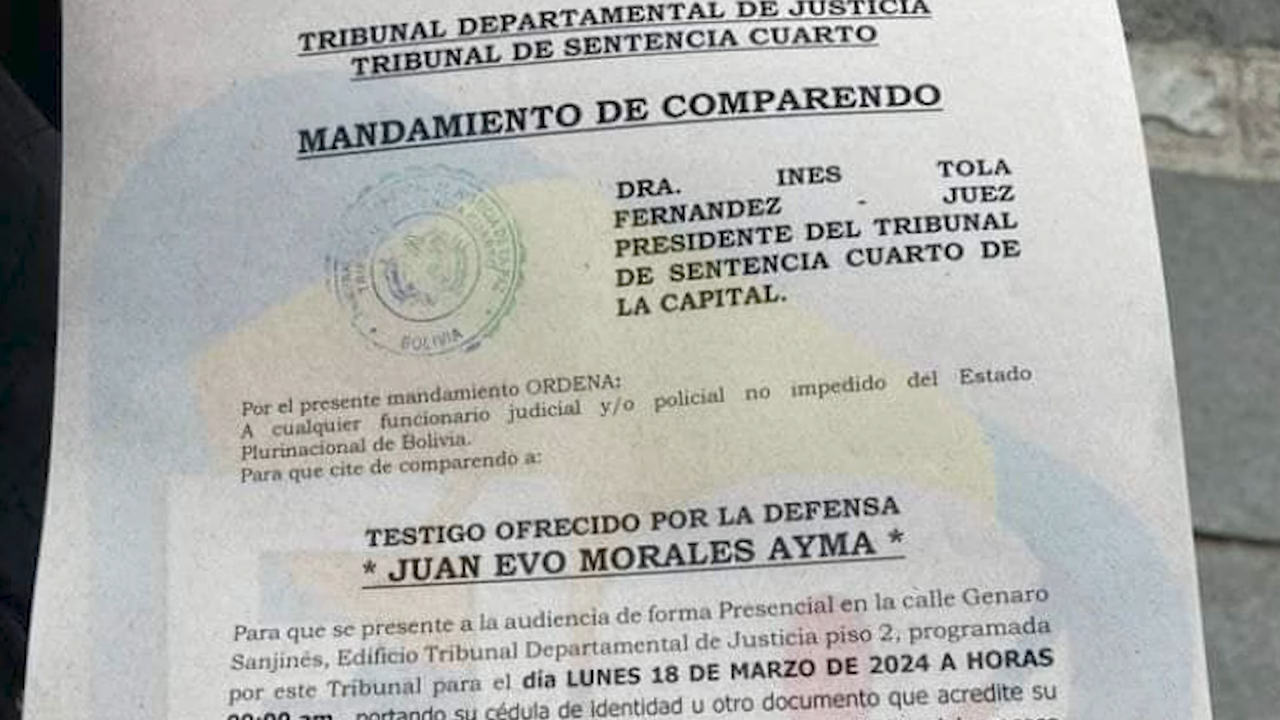 TRIBUNAL DEPARTAMENTAL DE JUSTICIA
TRIBUNAL DE SENTENCIA CUARTO
MANDAMIENTO DE COMPARENDO
DRA. INES TOLA
FERNANDEZ - JUEZ
PRESIDENTE DEL TRIBUNAL
DE SENTENCIA CUARTO DE
LA CAPITAL.
BOLIVIA
Por el presente mandamiento ORDENA:
A cualquier funcionario judicial y/o policial no impedido del Estado
Plurinacional de Bolivia.
Para que cite de comparendo a:
TESTIGO OFRECIDO POR LA DEFENSA
* JUAN EVO MORALES AYMA *
Para que se presente a la audiencia de forma Presencial en la calle Genaro
Sanjinés, Edificio Tribunal Departamental de Justicia piso 2, programada
por este Tribunal para el día LUNES 18 DE MARZO DE 2024 A HORAS
am portando su cédula de identidad u otro documento que acredite su